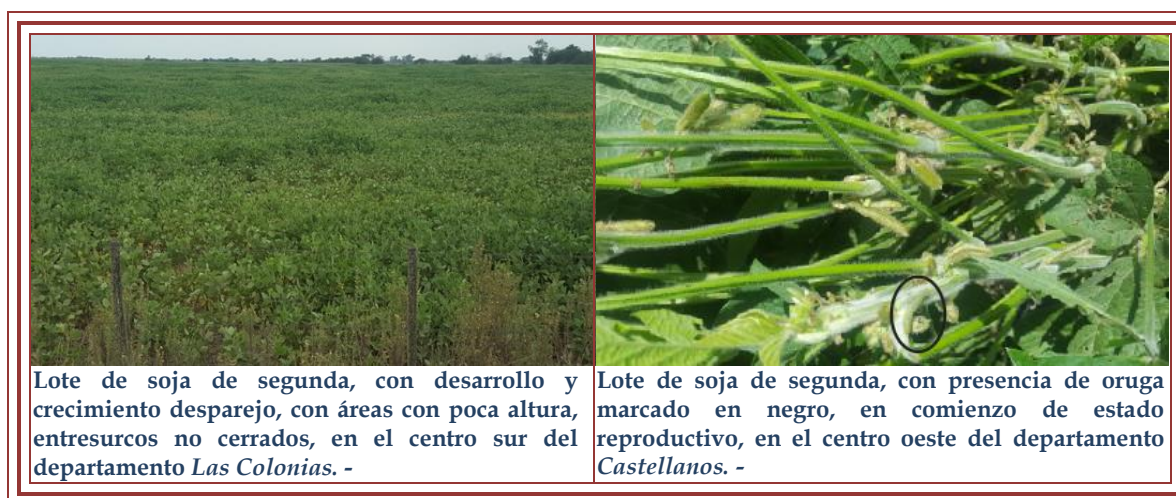 Lote de soja de segunda, con desarrollo y
crecimiento desparejo, con áreas con poca altura,
entresurcos no cerrados, en el centro sur del
departamento Las Colonias. -
Lote de soja de segunda, con presencia de oruga
marcado en negro, en comienzo de estado
reproductivo, en el centro oeste del departamento
Castellanos. -